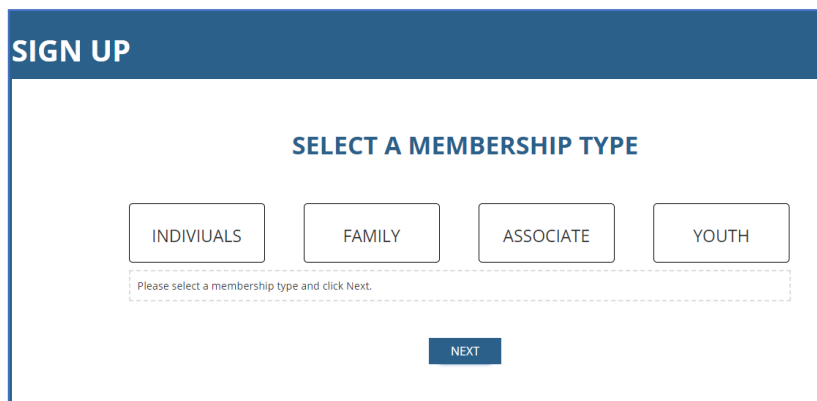 SIGN UP
SELECT A MEMBERSHIP TYPE
INDIVIUALS FAMILY ASSOCIATE YOUTH
Please select a membership type and click Next.
NEXT